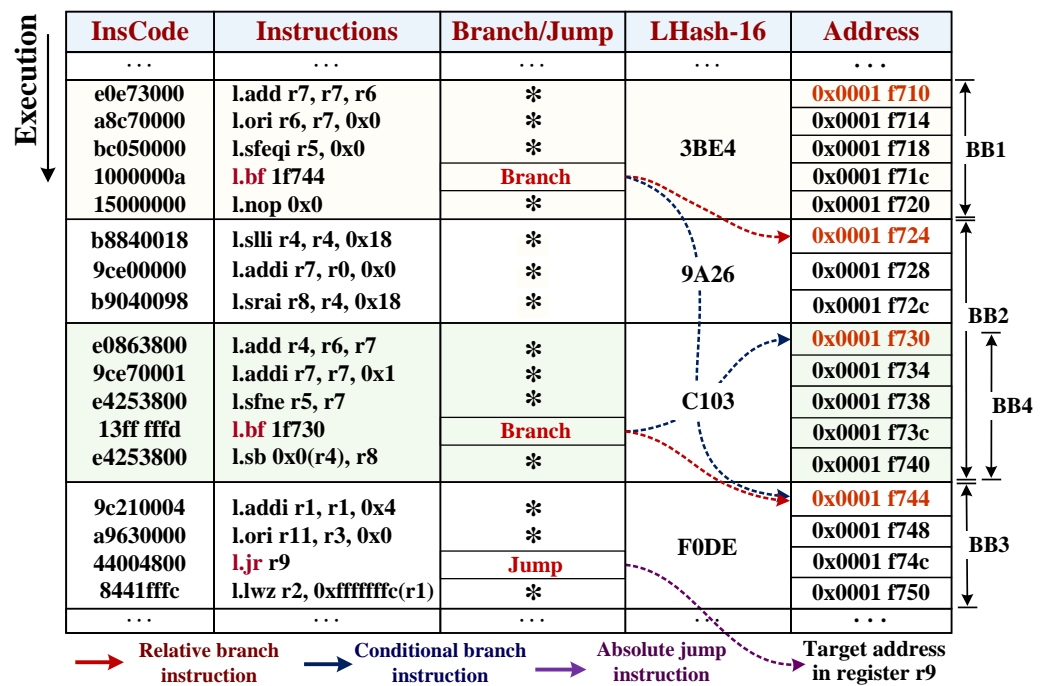 InsCode Instructions Branch/Jump LHash-16 Address
Execution
... ... ... ...
e0e73000 l.add r7, r7, r6 * 0x0001 f710
a8c70000 l.ori r6, r7, 0x0 * 0x0001 f714
bc050000 l.sfeqi r5, 0x0 * 3BE4 0x0001 f718 BB1
1000000a l.bf 1f744 Branch 0x0001 f71c
15000000 l.nop 0x0 * 0x0001 f720
b8840018 l.slli r4, r4, 0x18 * 0x0001 f724
9ce00000 l.addi r7, r0, 0x0 * 9A26 0x0001 f728
b9040098 l.srai r8, r4, 0x18 * 0x0001 f72c BB2
e0863800 l.add r4, r6, r7 * 0x0001 f730
9ce70001 l.addi r7, r7, 0x1 * 0x0001 f734
e4253800 l.sfne r5, r7 * C103 0x0001 f738 BB4
13ff fffd l.bf 1f730 Branch 0x0001 f73c
e4253800 l.sb 0x0(r4), r8 * 0x0001 f740
9c210004 l.addi r1, r1, 0x4 * 0x0001 f744
a9630000 l.ori r11, r3, 0x0 * F0DE 0x0001 f748 BB3
44004800 l.jr r9 Jump 0x0001 f74c
8441fffc l.lwz r2, 0xfffffffc(r1) * 0x0001 f750
... ... ... ... ...
Relative branch instruction
Conditional branch instruction
Absolute jump instruction
Target address in register r9